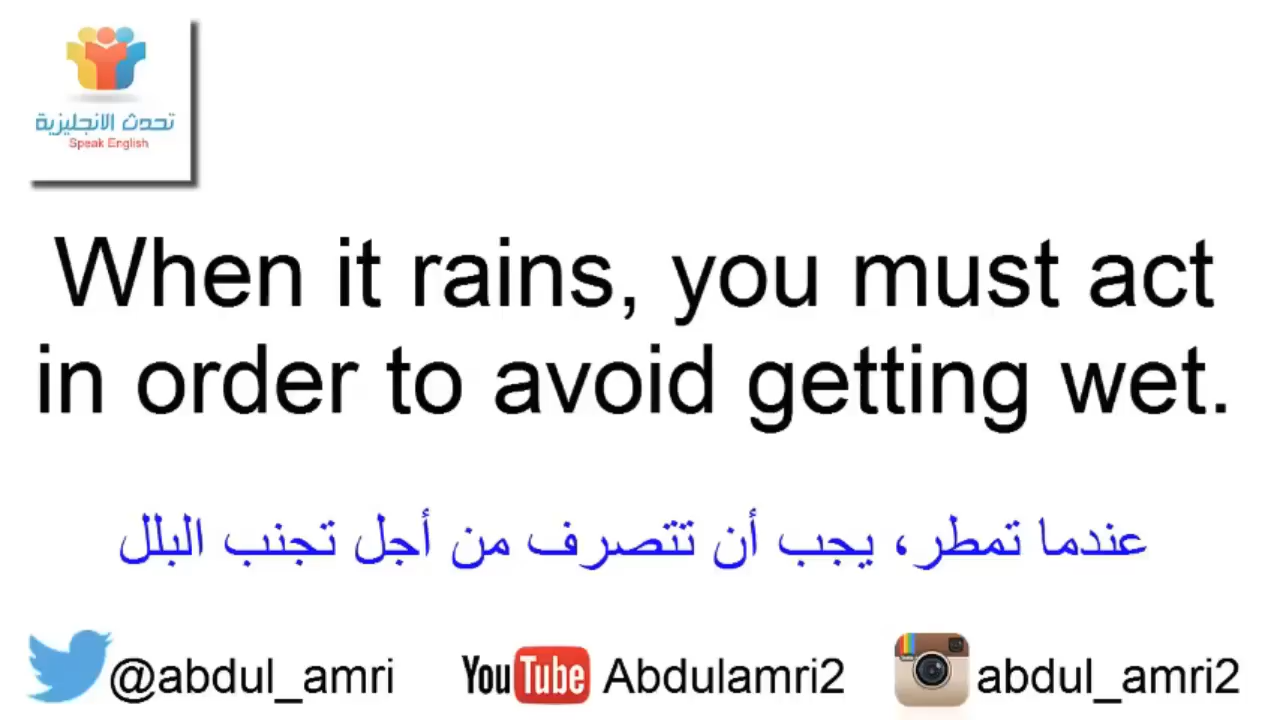 تحدث الانجليزية
Speak English
When it rains, you must act
in order to avoid getting wet.
عندما تمطر، يجب أن تتصرف من أجل تجنب البلل
@abdul_amri YouTube Abdulamri2 abdul_amri2